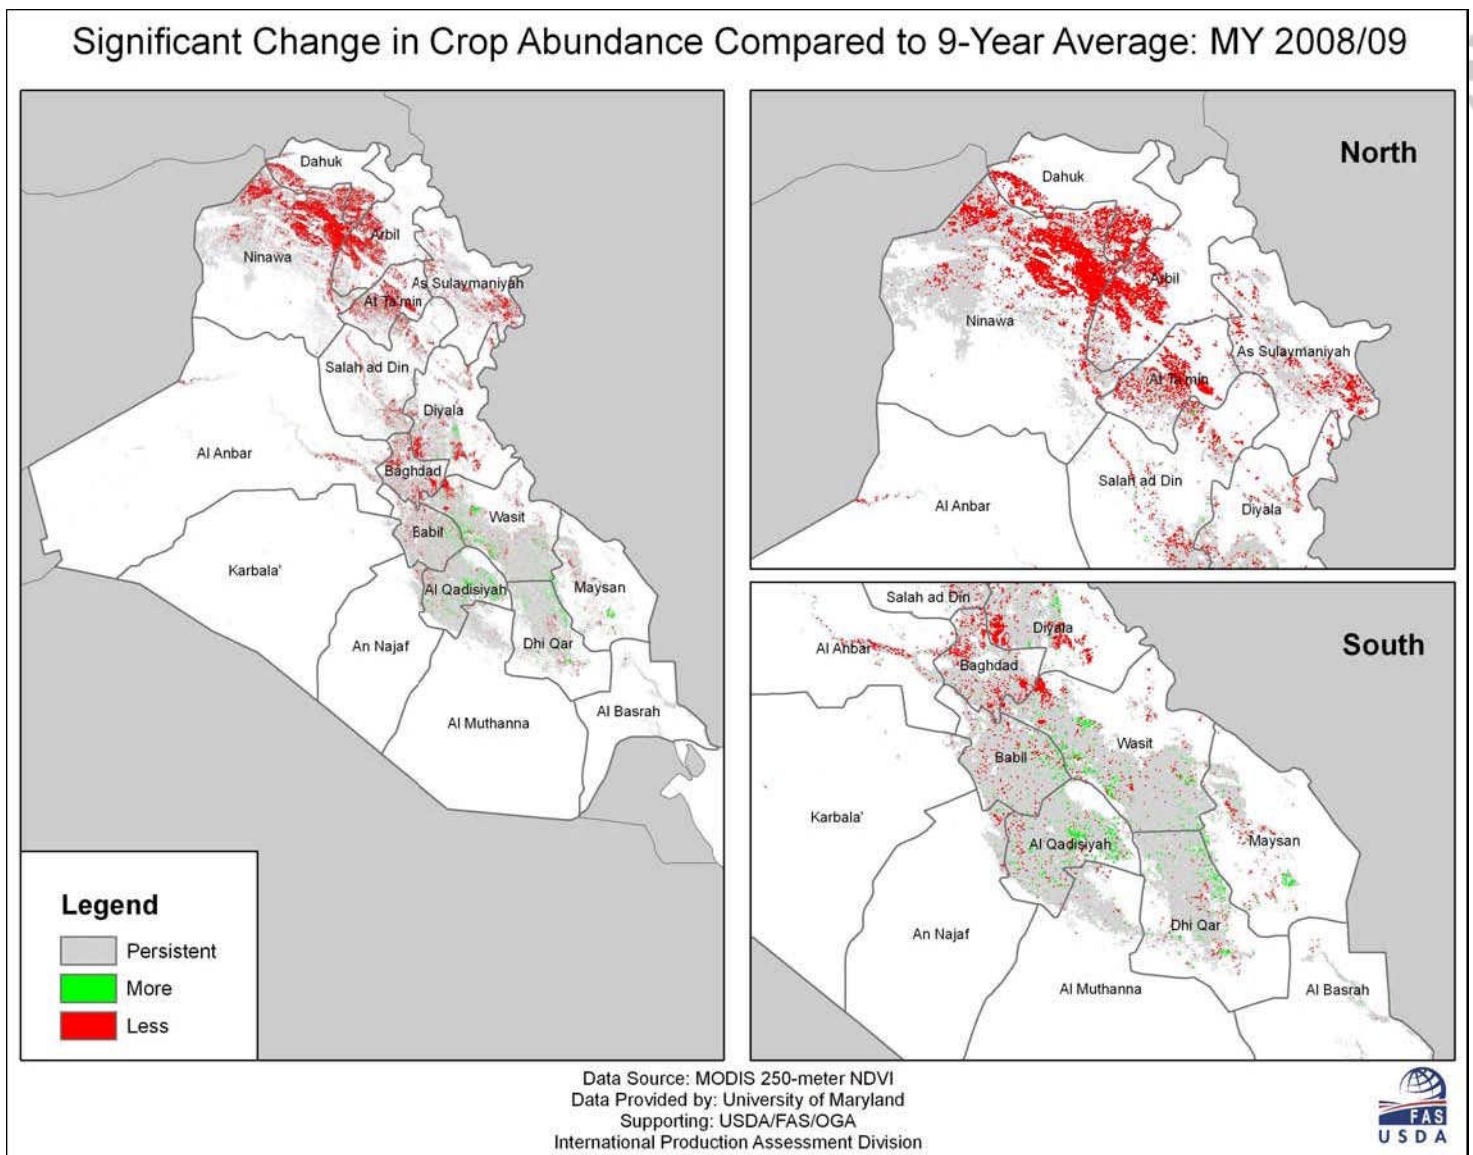 Significant Change in Crop Abundance Compared to 9-Year Average: MY 2008/09
Dahuk
Arbil
Ninawa
As Sulaymaniyah
At Ta'min
Salah ad Din
Diyala
Al Anbar
Baghdad
Wasit
Babil
Karbala'
Al Qadisiyah
Maysan
An Najaf
Dhi Qar
Al Basrah
Al Muthanna
Legend
Persistent
More
Less
North
Dahuk
Arbil
Ninawa
As Sulaymaniyah
At Ta'min
Salah ad Din
Al Anbar
Diyala
Salah ad Din
South
Diyala
Al Anbar
Baghdad
Wasit
Babil
Karbala'
Al Qadisiyah
Maysan
Dhi Qar
An Najaf
Al Muthanna
Al Basrah
Data Source: MODIS 250-meter NDVI
Data Provided by: University of Maryland
Supporting: USDA/FAS/OGA
International Production Assessment Division
FAS
USDA